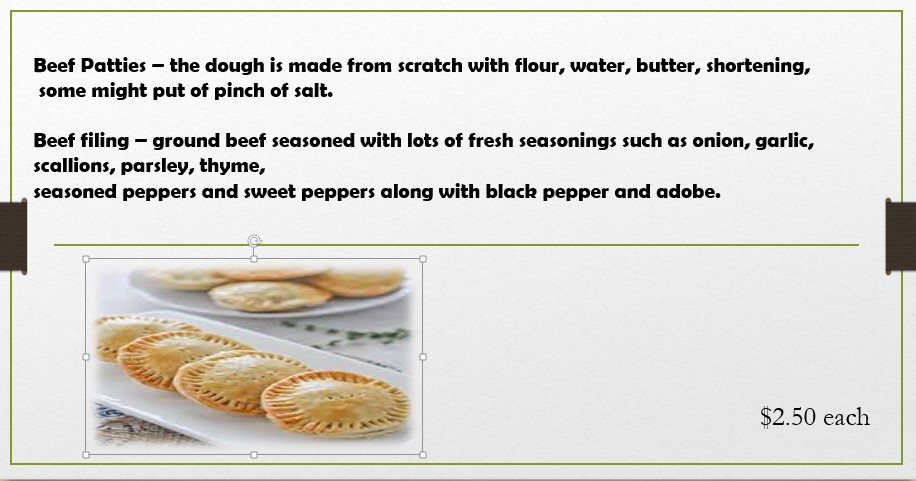 Beef Patties – the dough is made from scratch with flour, water, butter, shortening,
some might put of pinch of salt.
Beef filing – ground beef seasoned with lots of fresh seasonings such as onion, garlic,
scallions, parsley, thyme,
seasoned peppers and sweet peppers along with black pepper and adobe.
$2.50 each